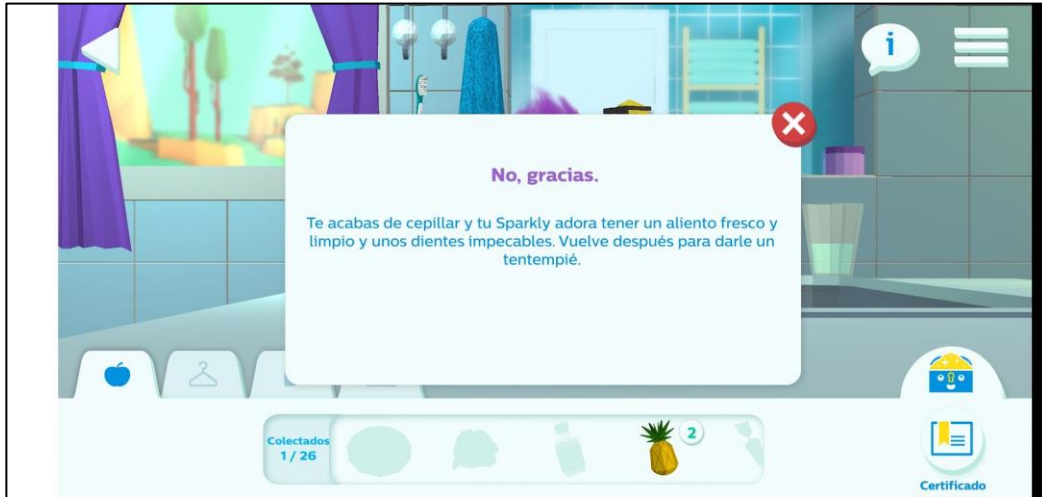 i
No, gracias.
Te acabas de cepillar y tu Sparkly adora tener un aliento fresco y
limpio y unos dientes impecables. Vuelve después para darle un
tentempié.
Colectados
1 / 26
2
Certificado